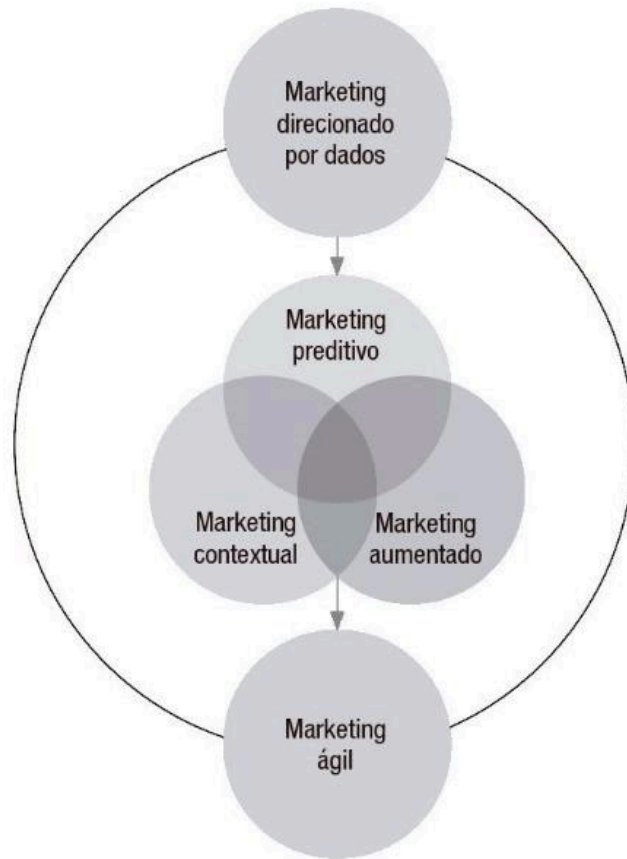 Marketing
direcionado
por dados
Marketing
preditivo
Marketing
contextual
Marketing
aumentado
Marketing
ágil